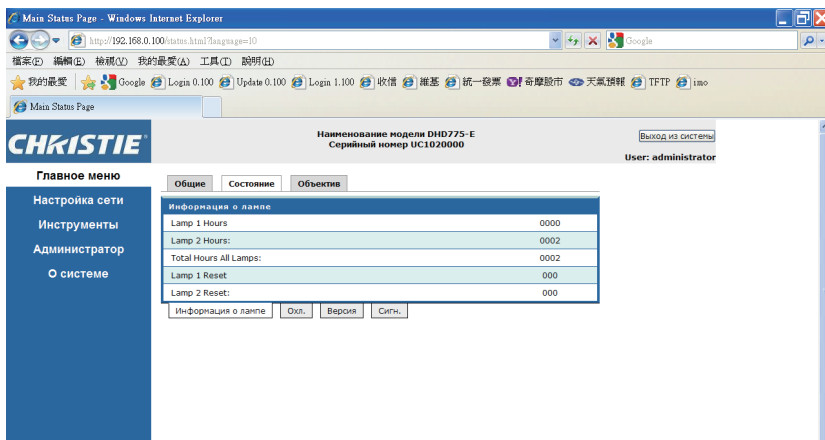 Main Status Page - Windows Internet Explorer
http://192.168.0.100/status.html?language=10
Google
檔案(F) 編輯(E) 檢視(V) 我的最愛(A) 工具(T) 說明(H)
我的最愛 Google Login 0.100 Update 0.100 Login 1.100 收信 維基 統一發票 奇摩股市 天氣預報 TFTP imo
Main Status Page
CHRISTIE
Наименование модели DHD775-E
Серийный номер UC1020000
Выход из системы
User: administrator
Главное меню
Настройка сети
Инструменты
Администратор
О системе
Общие Состояние Объектив
Информация о лампе
Lamp 1 Hours 0000
Lamp 2 Hours: 0002
Total Hours All Lamps: 0002
Lamp 1 Reset 000
Lamp 2 Reset: 000
Информация о лампе Охл. Версия Сигн.